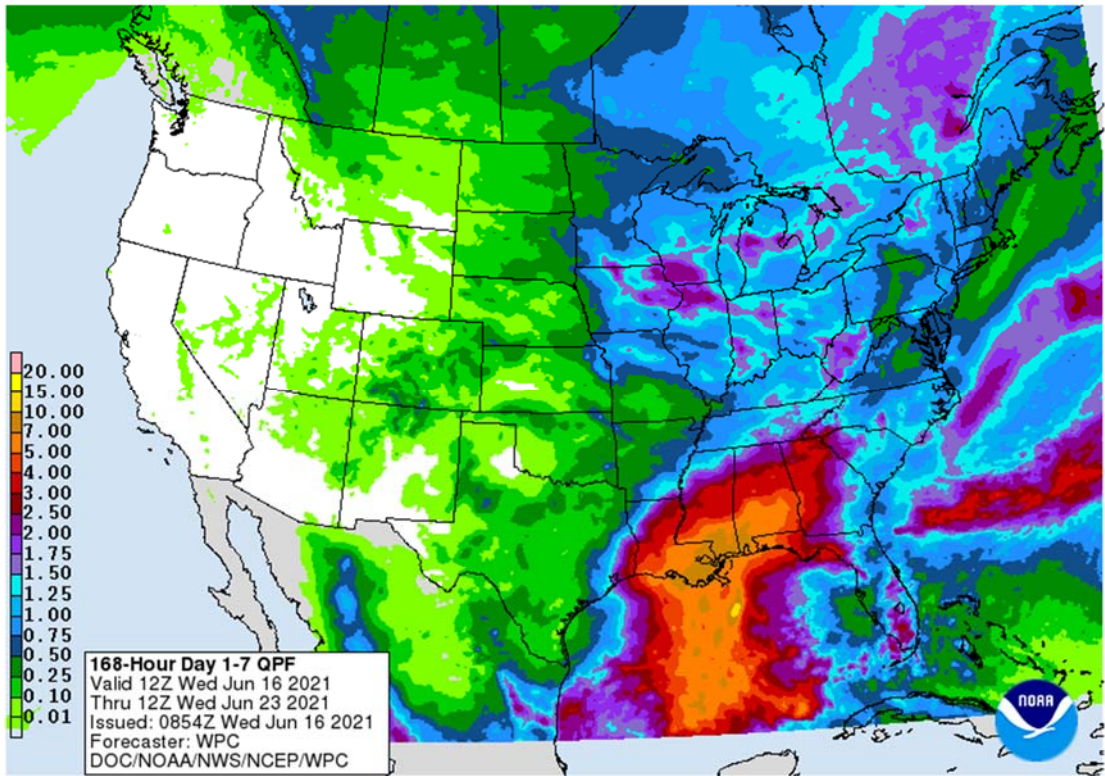 20.00
15.00
10.00
7.00
5.00
4.00
3.00
2.50
2.00
1.75
1.50
1.25
1.00
0.75
0.50
0.25
0.10
0.01
168-Hour Day 1-7 QPF
Valid 12Z Wed Jun 16 2021
Thru 12Z Wed Jun 23 2021
Issued: 0854Z Wed Jun 16 2021
Forecaster: WPC
DOC/NOAA/NWS/NCEP/WPC
NOAA